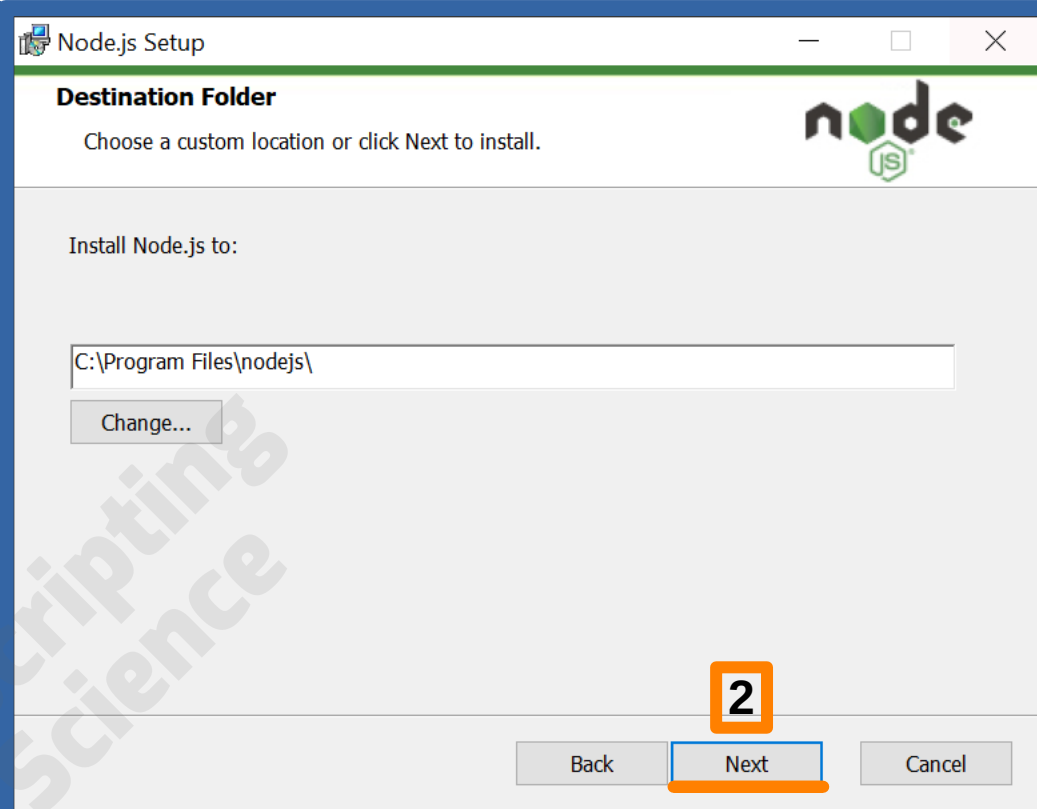 Node.js Setup
Destination Folder
Choose a custom location or click Next to install.
node
JS
Install Node.js to:
C:\Program Files\nodejs\
Change...
cripting
Science
2
Back Next Cancel